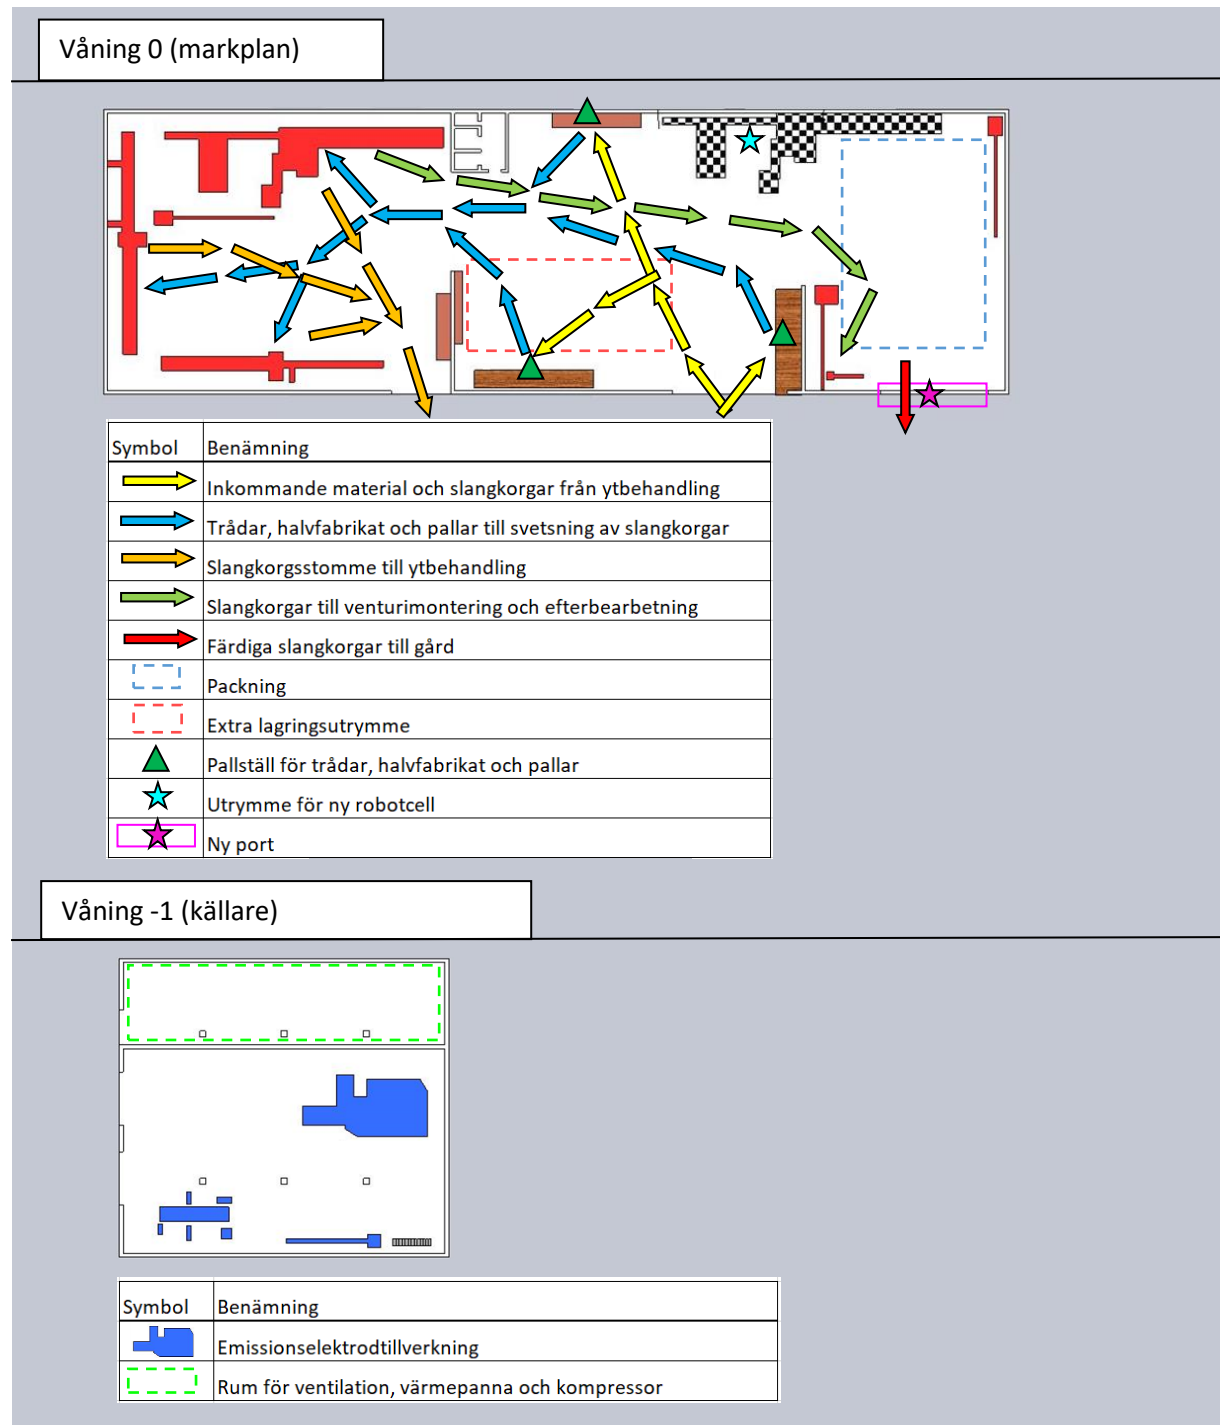 Våning 0 (markplan)
Symbol Benämning
Inkommande material och slangkorgar från ytbehandling
Trådar, halvfabrikat och pallar till svetsning av slangkorgar
Slangkorgsstomme till ytbehandling
Slangkorgar till venturimontering och efterbearbetning
Färdiga slangkorgar till gård
Packning
Extra lagringsutrymme
Pallställ för trådar, halvfabrikat och pallar
Utrymme för ny robotcell
Ny port
Våning -1 (källare)
Symbol Benämning
Emissionselektrodtillverkning
Rum för ventilation, värmepanna och kompressor